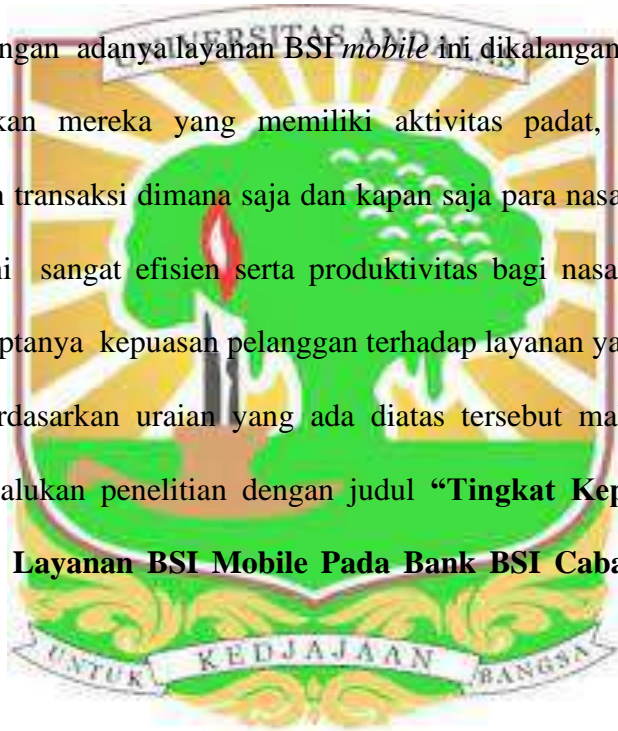 UNIVERSITAS ANDALAS
ngan adanya layanan BSI mobile ini dikalangan
kan mereka yang memiliki aktivitas padat,
n transaksi dimana saja dan kapan saja para nasa
ni sangat efisien serta produktivitas bagi nasa
ptanya kepuasan pelanggan terhadap layanan ya
rdasarkan uraian yang ada diatas tersebut ma
alukan penelitian dengan judul “Tingkat Kep
Layanan BSI Mobile Pada Bank BSI Caba
UNTUK KEDJAJAAN BANGSA